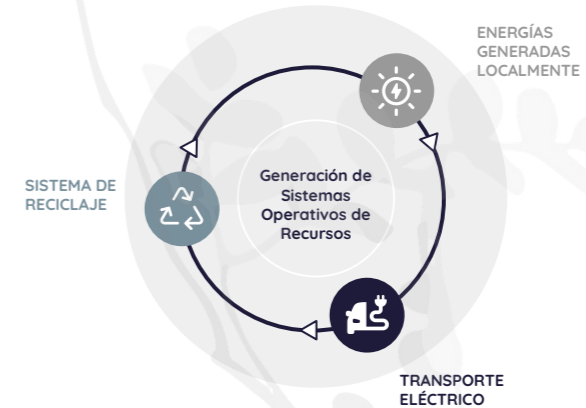 ENERGÍAS
GENERADAS
LOCALMENTE
SISTEMA DE
RECICLAJE
Generación de
Sistemas
Operativos de
Recursos
TRANSPORTE
ELÉCTRICO